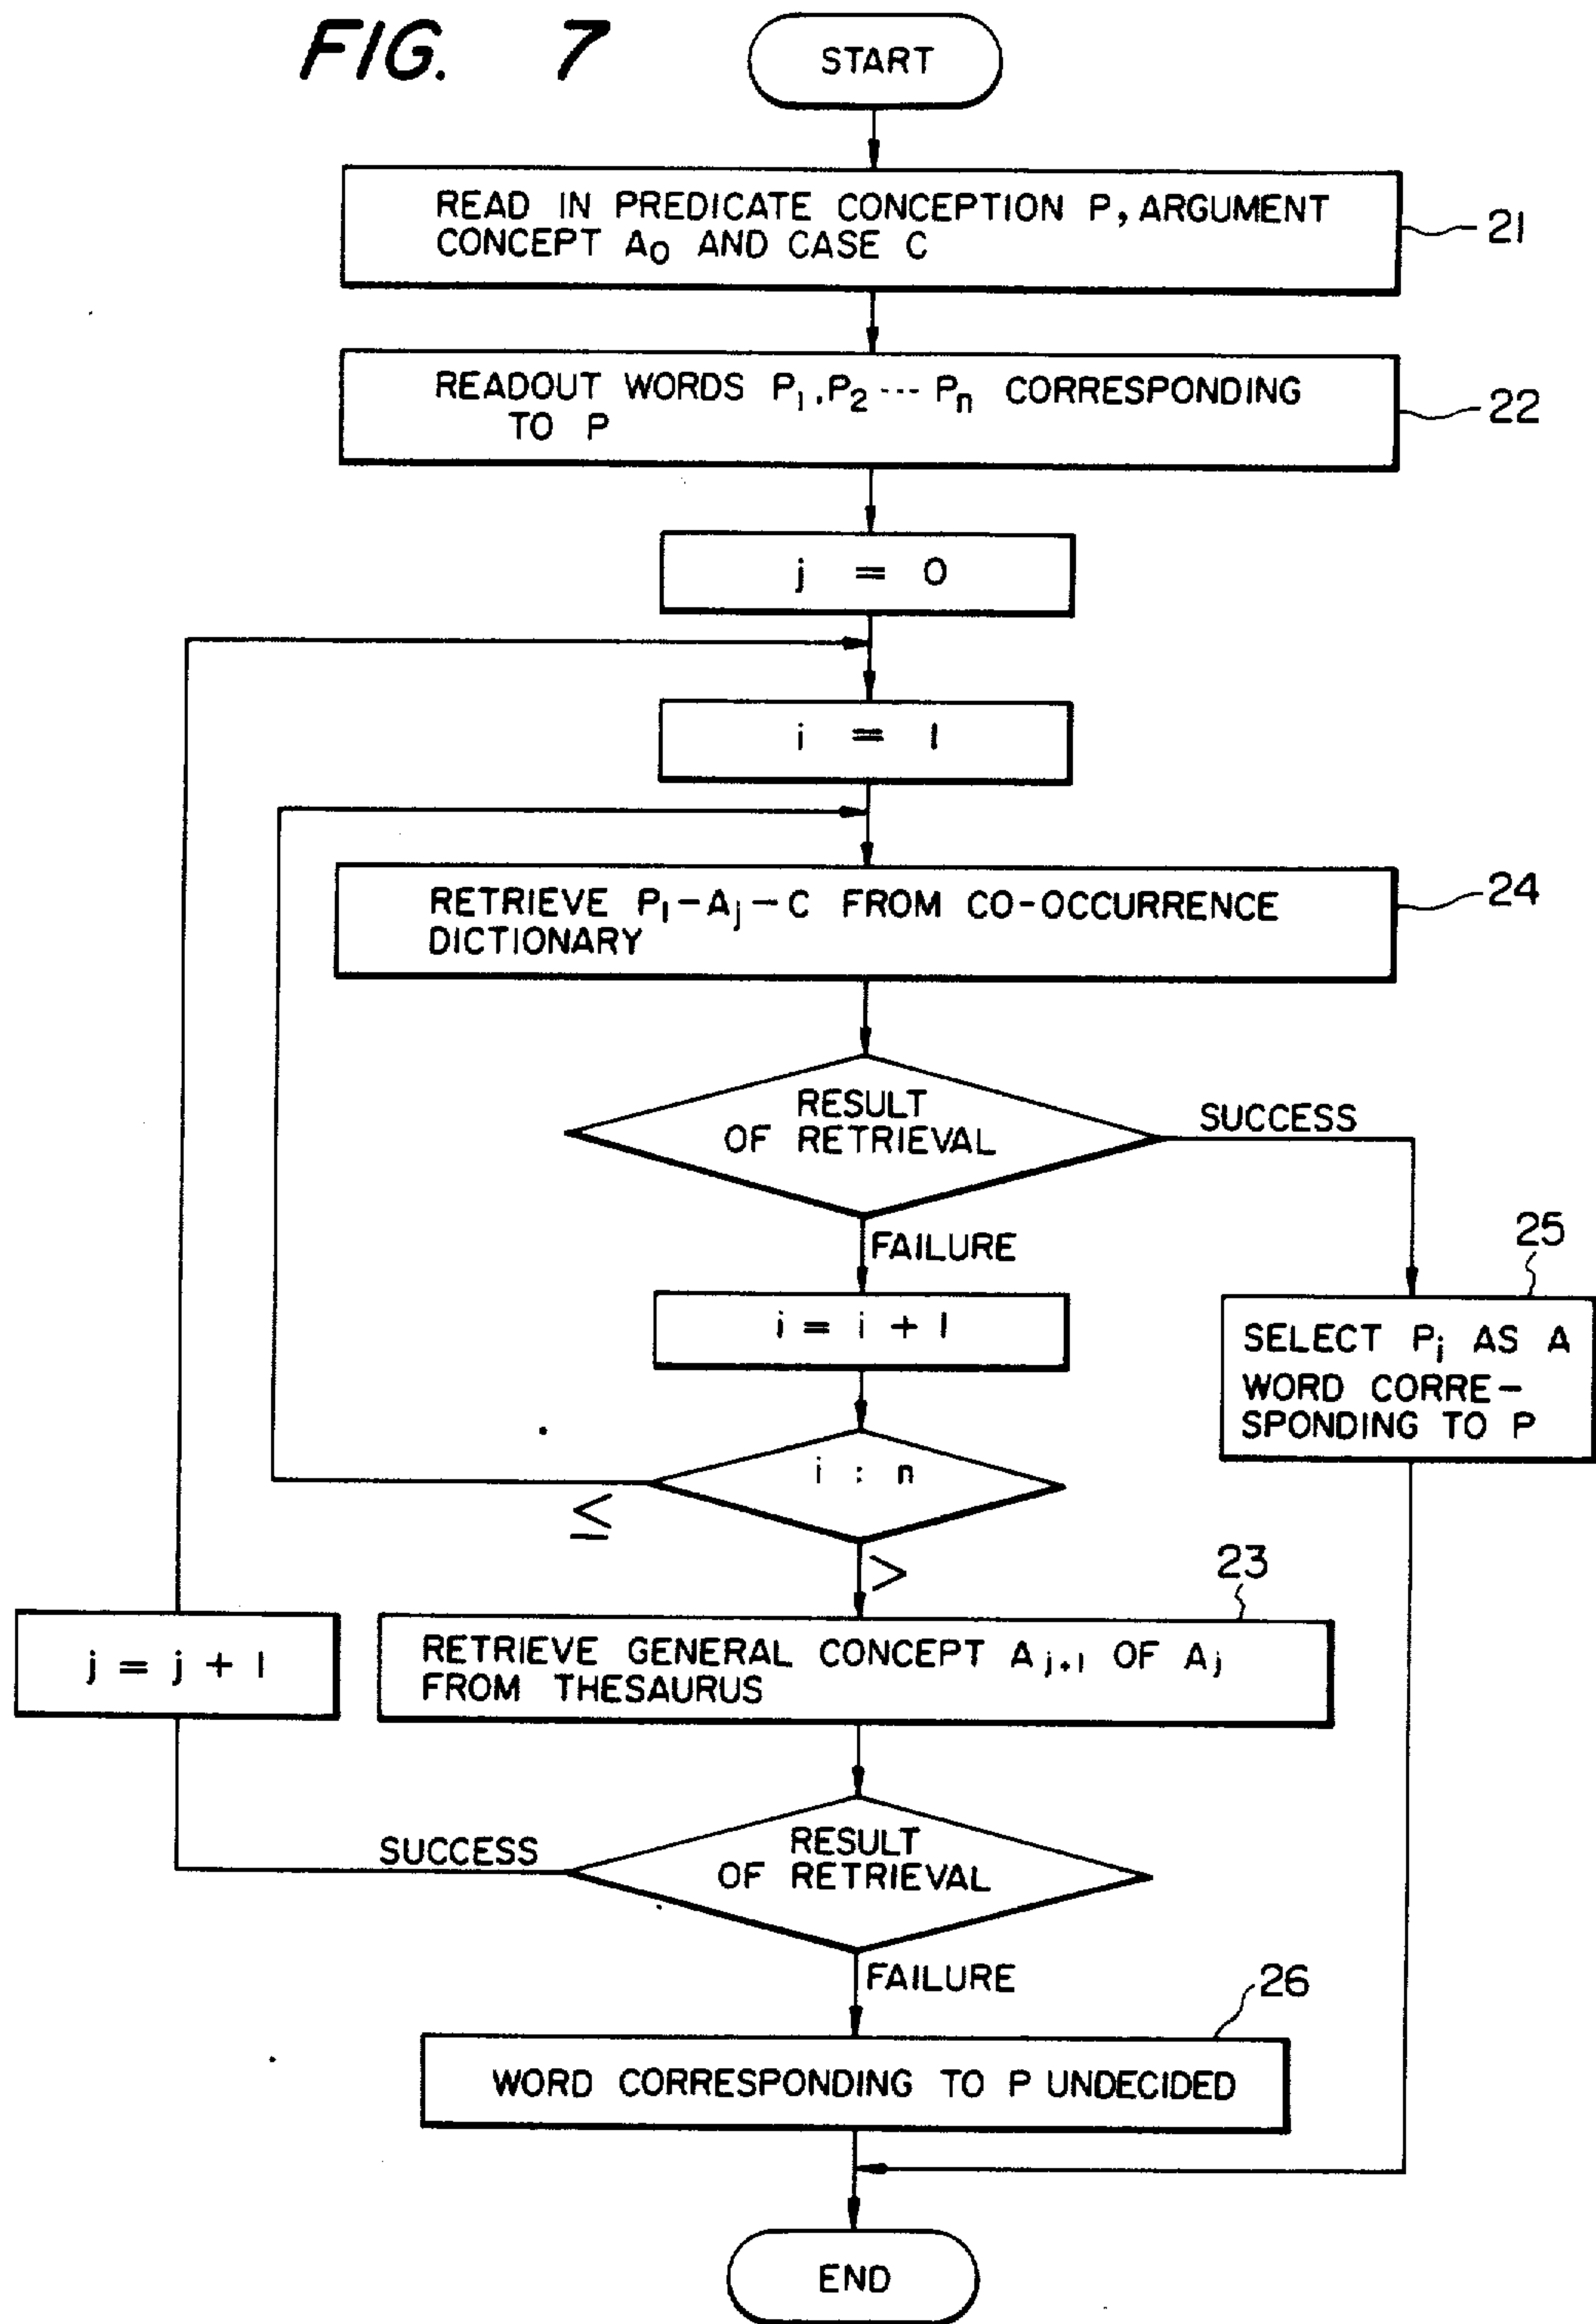 FIG. 7
START
READ IN PREDICATE CONCEPTION P, ARGUMENT
CONCEPT A0 AND CASE C
21
READOUT WORDS P1.P2 --- Pn CORRESPONDING
TO P
22
j = 0
i = 1
RETRIEVE Pi-Aj-C FROM CO-OCCURRENCE
DICTIONARY
24
RESULT
OF RETRIEVAL
SUCCESS
FAILURE
25
i = i + 1
SELECT Pi AS A
WORD CORRE-
SPONDING TO P
i : n
≤
>
23
j = j + 1
RETRIEVE GENERAL CONCEPT Aj+1 OF Aj
FROM THESAURUS
SUCCESS
RESULT
OF RETRIEVAL
FAILURE
26
WORD CORRESPONDING TO P UNDECIDED
END